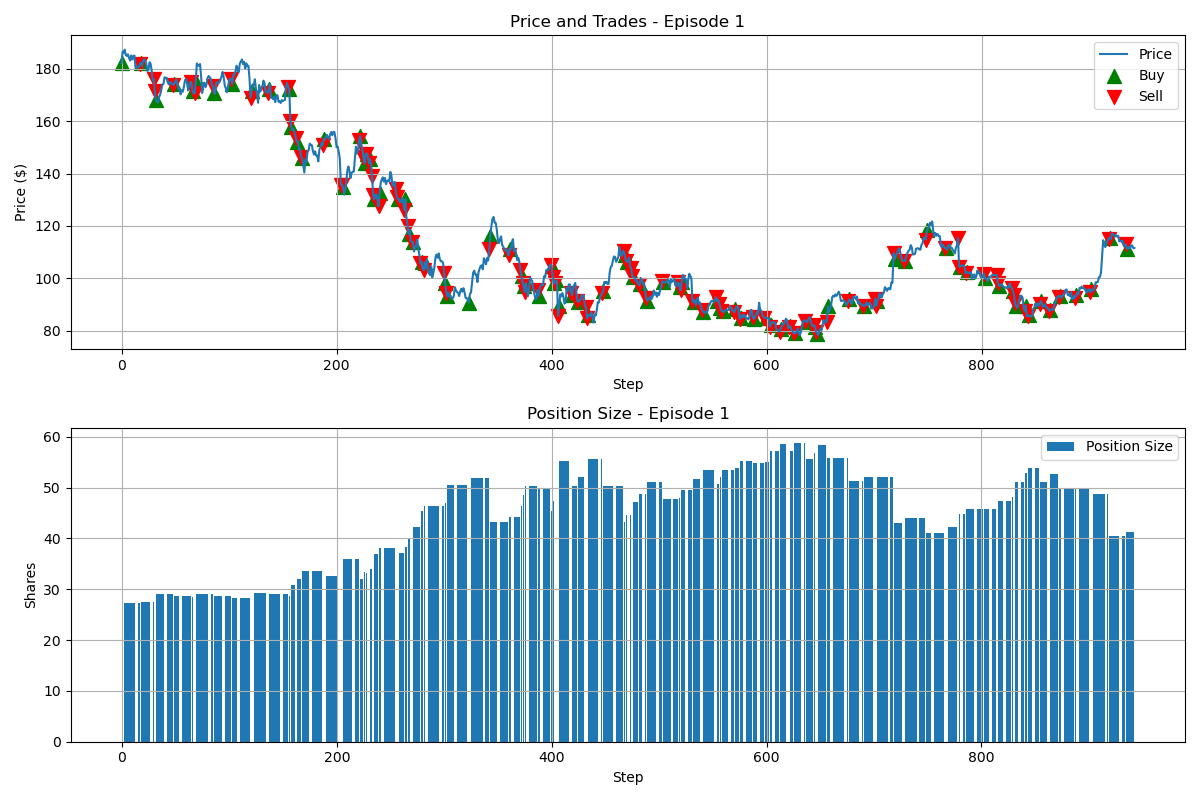 Price and Trades - Episode 1
Price ($)
180
160
140
120
100
80
Price
Buy
Sell
0
200
400
600
800
Step
Position Size - Episode 1
Shares
60
50
40
30
20
10
0
Position Size
0
200
400
600
800
Step